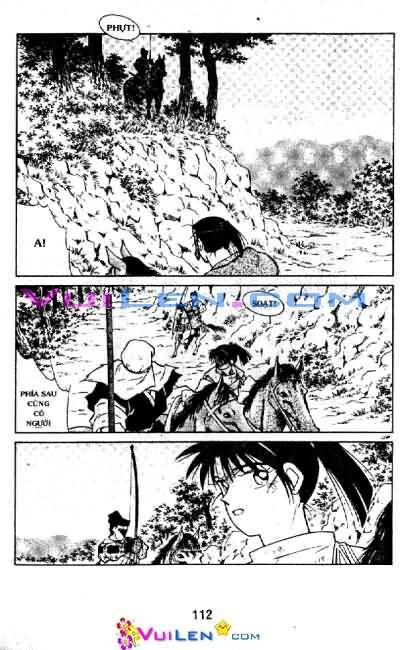 PHỤT!
A!
VUILEN.COM
SOẠT!
PHÍA SAU
CŨNG
CÓ
NGƯỜI
112
VUILEN.COM